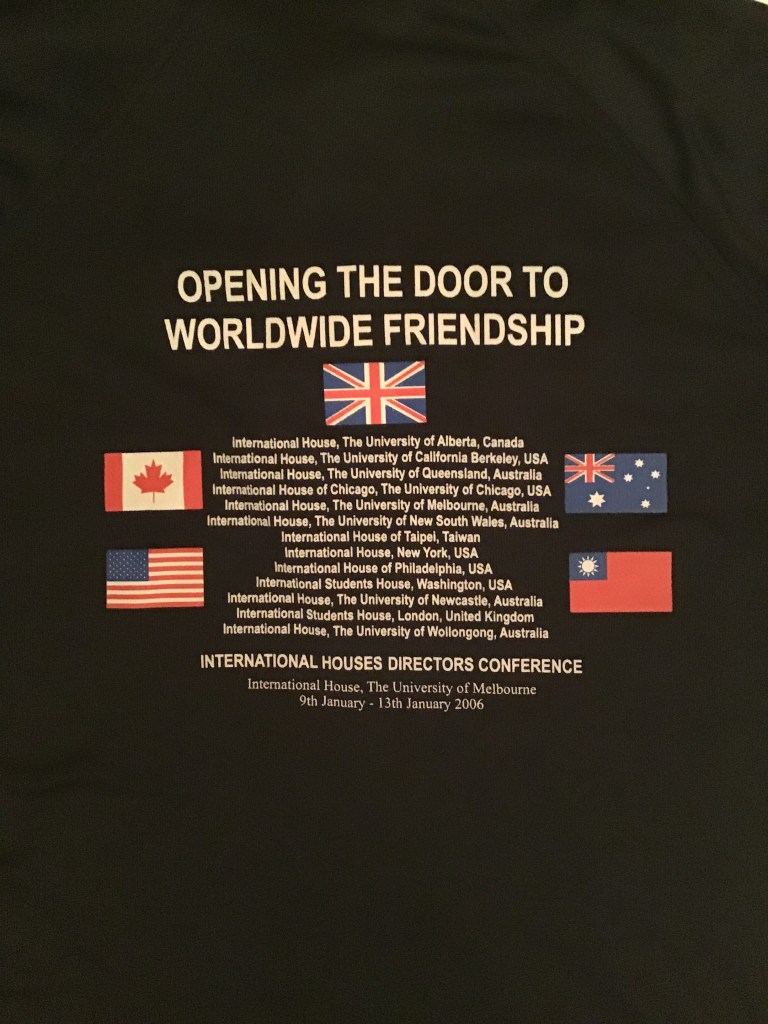 OPENING THE DOOR TO
WORLDWIDE FRIENDSHIP
International House, The University of Alberta, Canada
International House, The University of California Berkeley, USA
International House, The University of Queensland, Australia
International House of Chicago, The University of Chicago, USA
International House, The University of Melbourne, Australia
International House, The University of New South Wales, Australia
International House of Taipei, Taiwan
International House, New York, USA
International House of Philadelphia, USA
International Students House, Washington, USA
International House, The University of Newcastle, Australia
International Students House, London, United Kingdom
International House, The University of Wollongong, Australia
INTERNATIONAL HOUSES DIRECTORS CONFERENCE
International House, The University of Melbourne
9th January - 13th January 2006